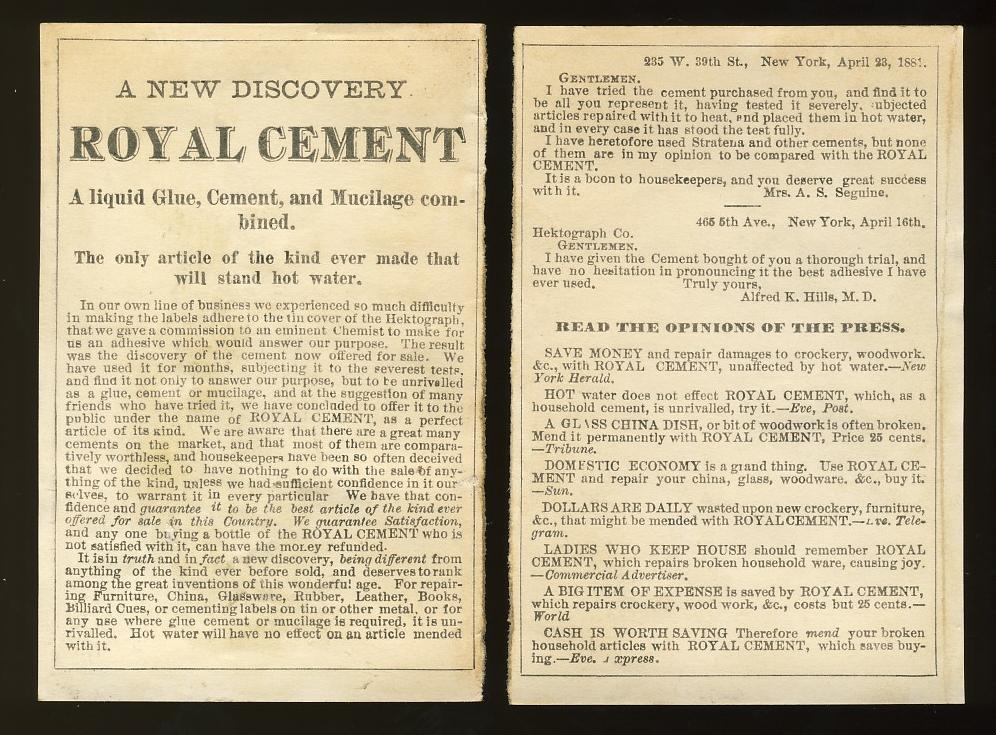 A NEW DISCOVERY
ROYAL CEMENT
A liquid Glue, Cement, and Mucilage com-
bined.
The only article of the kind ever made that
will stand hot water.
In our own line of business we experienced so much difficulty
in making the labels adhere to the tin cover of the Hektograph,
that we gave a commission to an eminent Chemist to make for
us an adhesive which would answer our purpose. The result
was the discovery of the cement now offered for sale. We
have used it for months, subjecting it to the severest tests,
and find it not only to answer our purpose, but to be unrivalled
as a glue, cement or mucilage, and at the suggestion of many
friends who have tried it, we have concluded to offer it to the
public under the name of ROYAL CEMENT, as a perfect
article of its kind. We are aware that there are a great many
cements on the market, and that most of them are compara-
tively worthless, and housekeepers have been so often deceived
that we decided to have nothing to do with the sale of any-
thing of the kind, unless we had sufficient confidence in it our
selves, to warrant it in every particular We have that con-
fidence and guarantee it to be the best article of the kind ever
offered for sale in this Country. We guarantee Satisfaction,
and any one buying a bottle of the ROYAL CEMENT who is
not satisfied with it, can have the money refunded.
It is in truth and in fact a new discovery, being different from
anything of the kind ever before sold, and deserves to rank
among the great inventions of this wonderful age. For repair-
ing Furniture, China, Glassware, Rubber, Leather, Books,
Billiard Cues, or cementing labels on tin or other metal, or for
any use where glue cement or mucilage is required, it is un-
rivalled. Hot water will have no effect on an article mended
with it.
235 W. 39th St., New York, April 23, 1881.
GENTLEMEN.
I have tried the cement purchased from you, and find it to
be all you represent it, having tested it severely, subjected
articles repaired with it to heat, and placed them in hot water,
and in every case it has stood the test fully.
I have heretofore used Stratena and other cements, but none
of them are in my opinion to be compared with the ROYAL
CEMENT.
It is a boon to housekeepers, and you deserve great success
with it. Mrs. A. S. Seguine.
465 5th Ave., New York, April 16th.
Hektograph Co.
GENTLEMEN.
I have given the Cement bought of you a thorough trial, and
have no hesitation in pronouncing it the best adhesive I have
ever used. Truly yours,
Alfred K. Hills, M. D.
READ THE OPINIONS OF THE PRESS.
SAVE MONEY and repair damages to crockery, woodwork.
&c., with ROYAL CEMENT, unaffected by hot water.—New
York Herald.
HOT water does not effect ROYAL CEMENT, which, as a
household cement, is unrivalled, try it.—Eve, Post.
A GLASS CHINA DISH, or bit of woodwork is often broken.
Mend it permanently with ROYAL CEMENT, Price 25 cents.
—Tribune.
DOMESTIC ECONOMY is a grand thing. Use ROYAL CE-
MENT and repair your china, glass, woodware. &c., buy it.
—Sun.
DOLLARS ARE DAILY wasted upon new crockery, furniture,
&c., that might be mended with ROYAL CEMENT.—Eve. Tele-
gram.
LADIES WHO KEEP HOUSE should remember ROYAL
CEMENT, which repairs broken household ware, causing joy.
—Commercial Advertiser.
A BIG ITEM OF EXPENSE is saved by ROYAL CEMENT,
which repairs crockery, wood work, &c., costs but 25 cents.—
World
CASH IS WORTH SAVING Therefore mend your broken
household articles with ROYAL CEMENT, which saves buy-
ing.—Eve. Express.